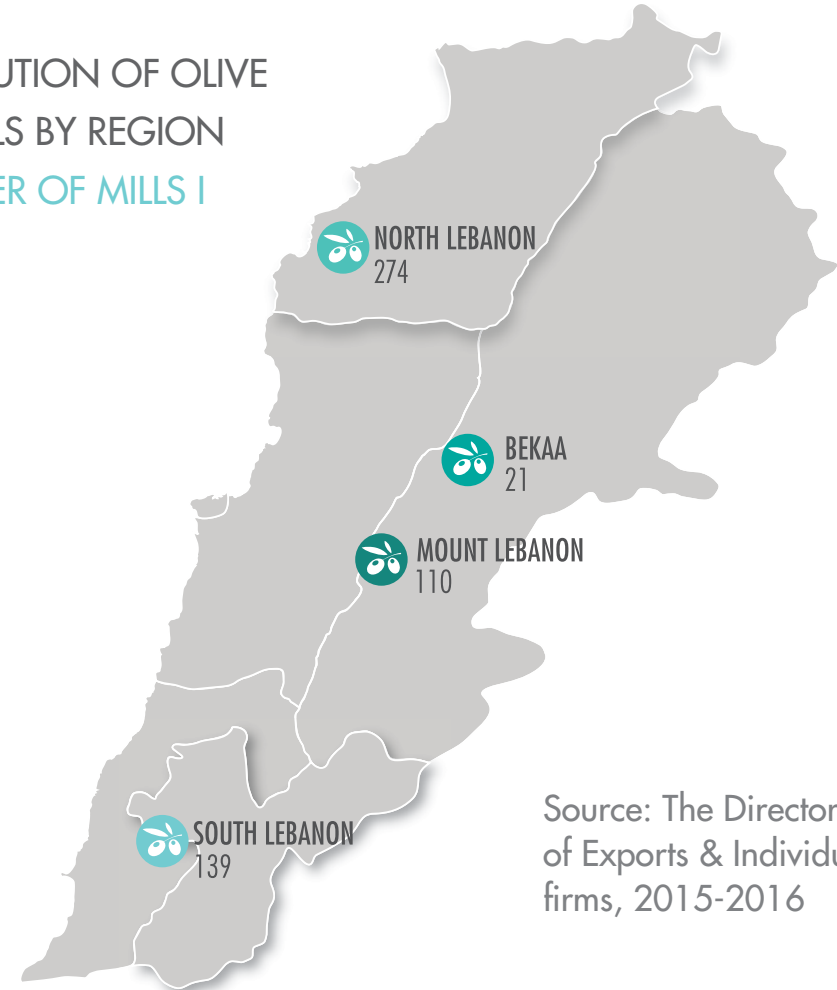 UTION OF OLIVE
LS BY REGION
ER OF MILLS I
NORTH LEBANON
274
BEKAA
21
MOUNT LEBANON
110
SOUTH LEBANON
139
Source: The Director
of Exports & Individu
firms, 2015-2016